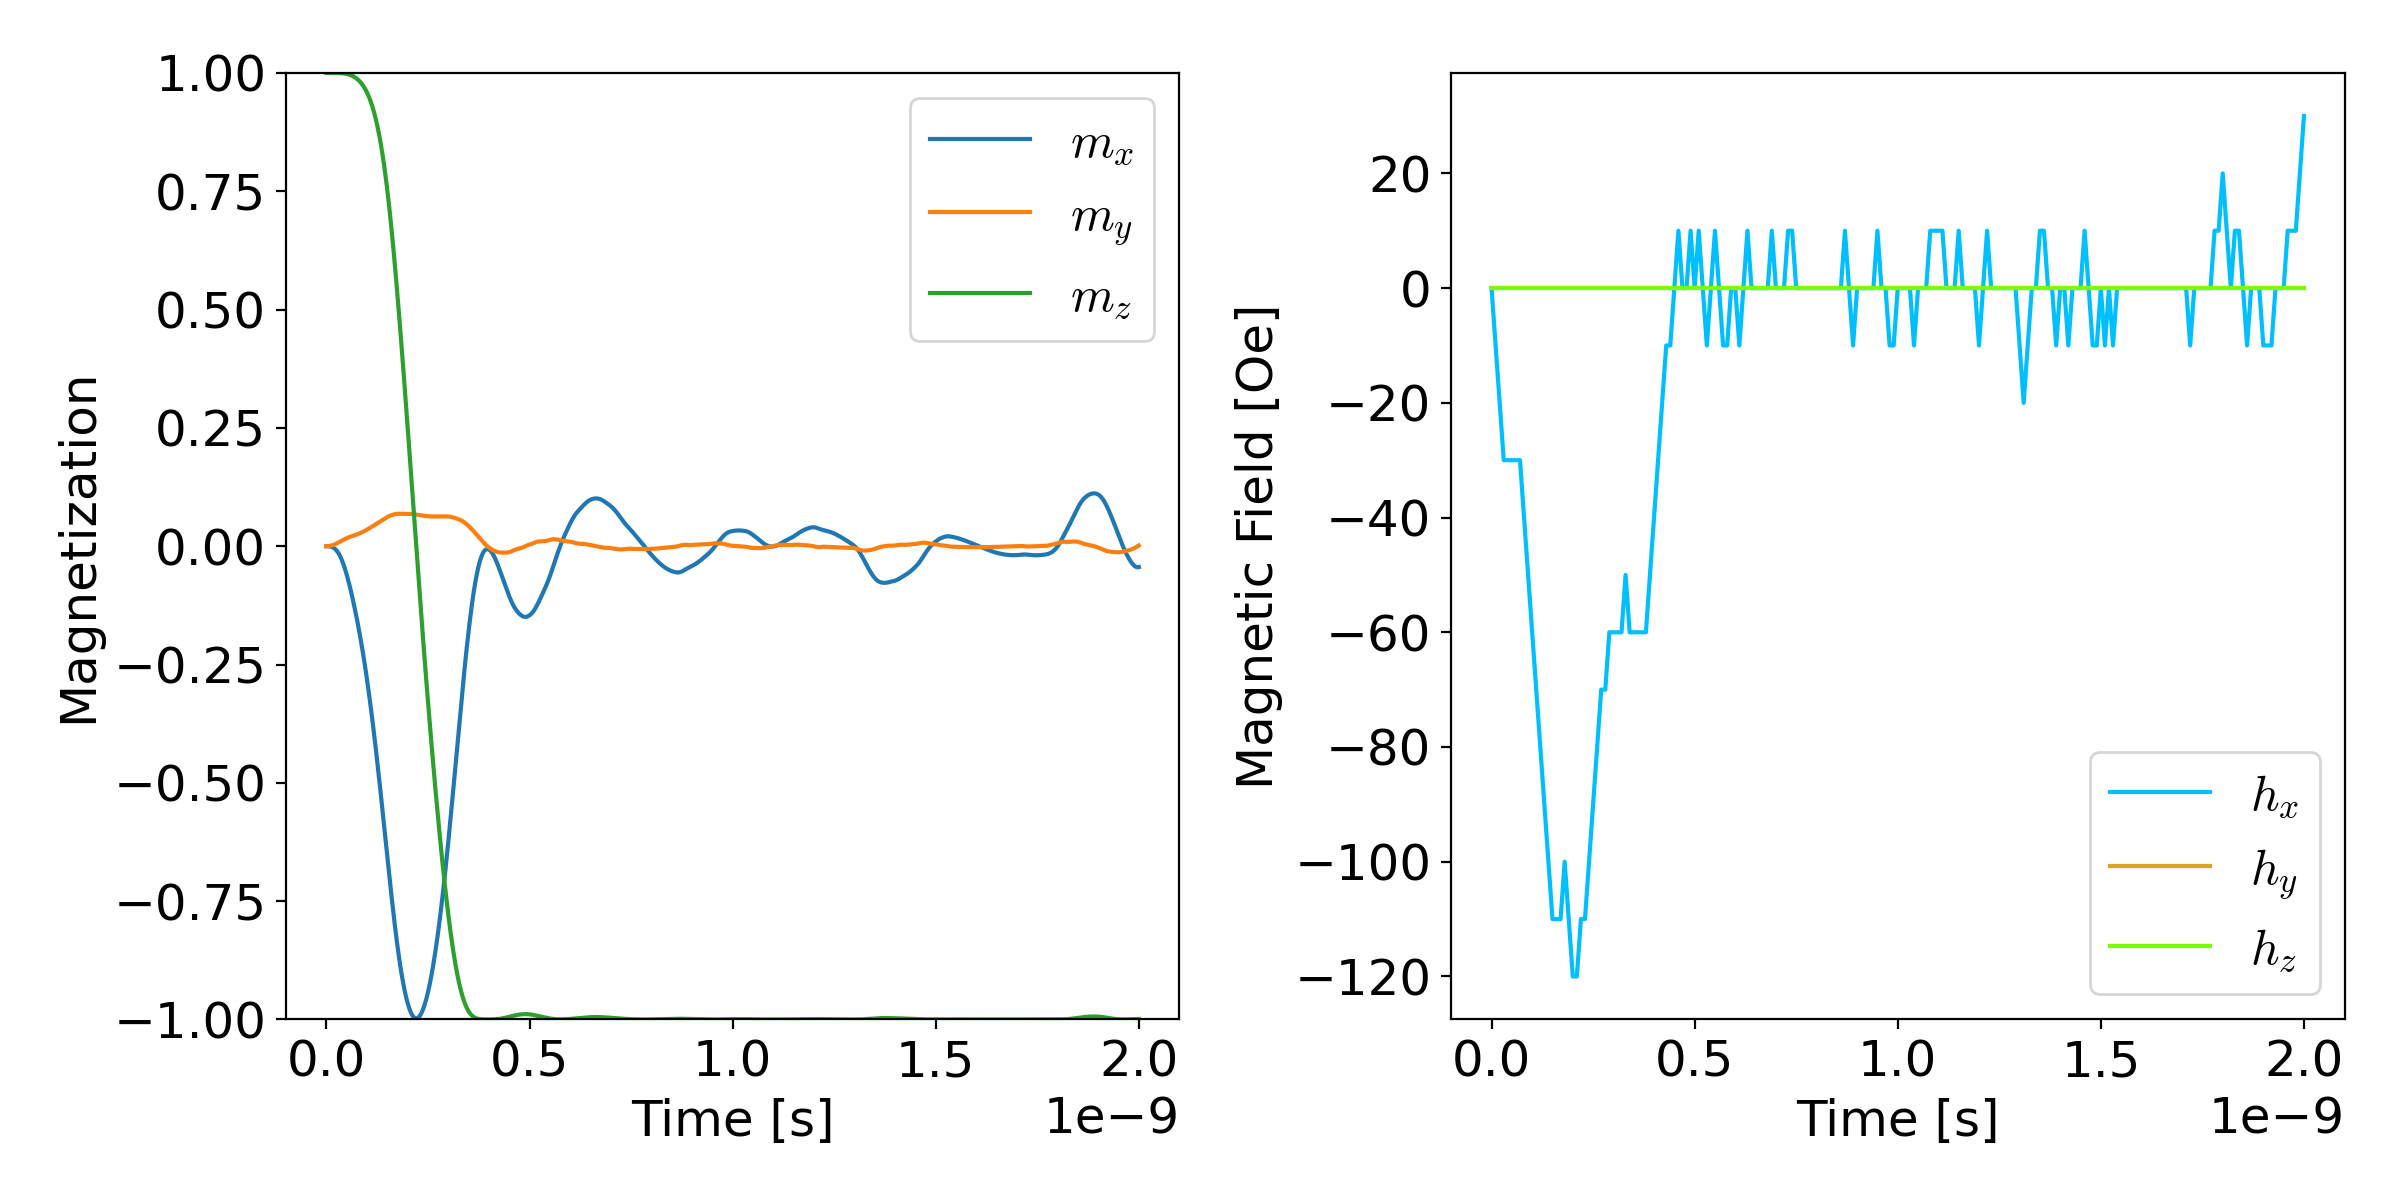 Magnetization
1.00
0.75
0.50
0.25
0.00
−0.25
−0.50
−0.75
−1.00
m_x
m_y
m_z
0.0 0.5 1.0 1.5 2.0
Time [s]
1e−9
Magnetic Field [Oe]
20
0
−20
−40
−60
−80
−100
−120
h_x
h_y
h_z
0.0 0.5 1.0 1.5 2.0
Time [s]
1e−9